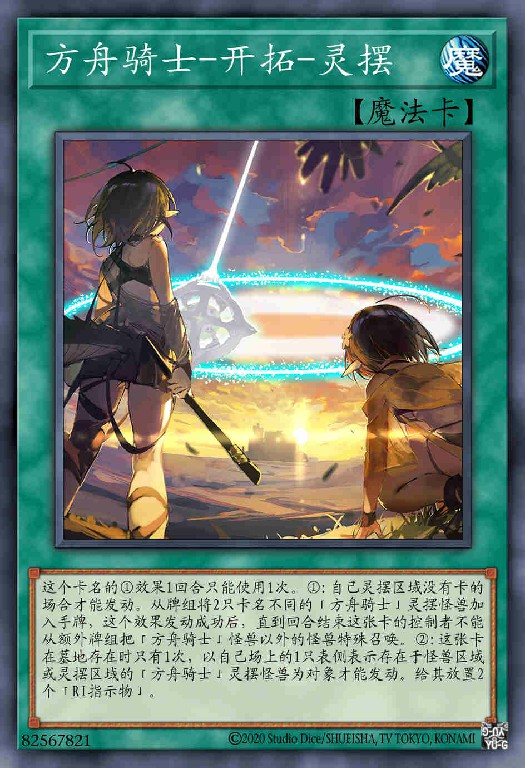 方舟骑士-开拓-灵摆
魔
【魔法卡】
这个卡名的①效果1回合只能使用1次。①:自己灵摆区域没有卡的
场合才能发动。从牌组将2只卡名不同的「方舟骑士」灵摆怪兽加
入手牌,这个效果发动成功后,直到回合结束这张卡的控制者不能
从额外牌组把「方舟骑士」怪兽以外的怪兽特殊召唤。②:这张卡
在墓地存在时只有1次,以自己场上的1只表侧表示存在于怪兽区域
或灵摆区域的「方舟骑士」灵摆怪兽为对象才能发动。给其放置2
个「RI指示物」。
82567821
©2020 Studio Dice/SHUEISHA, TV TOKYO, KONAMI